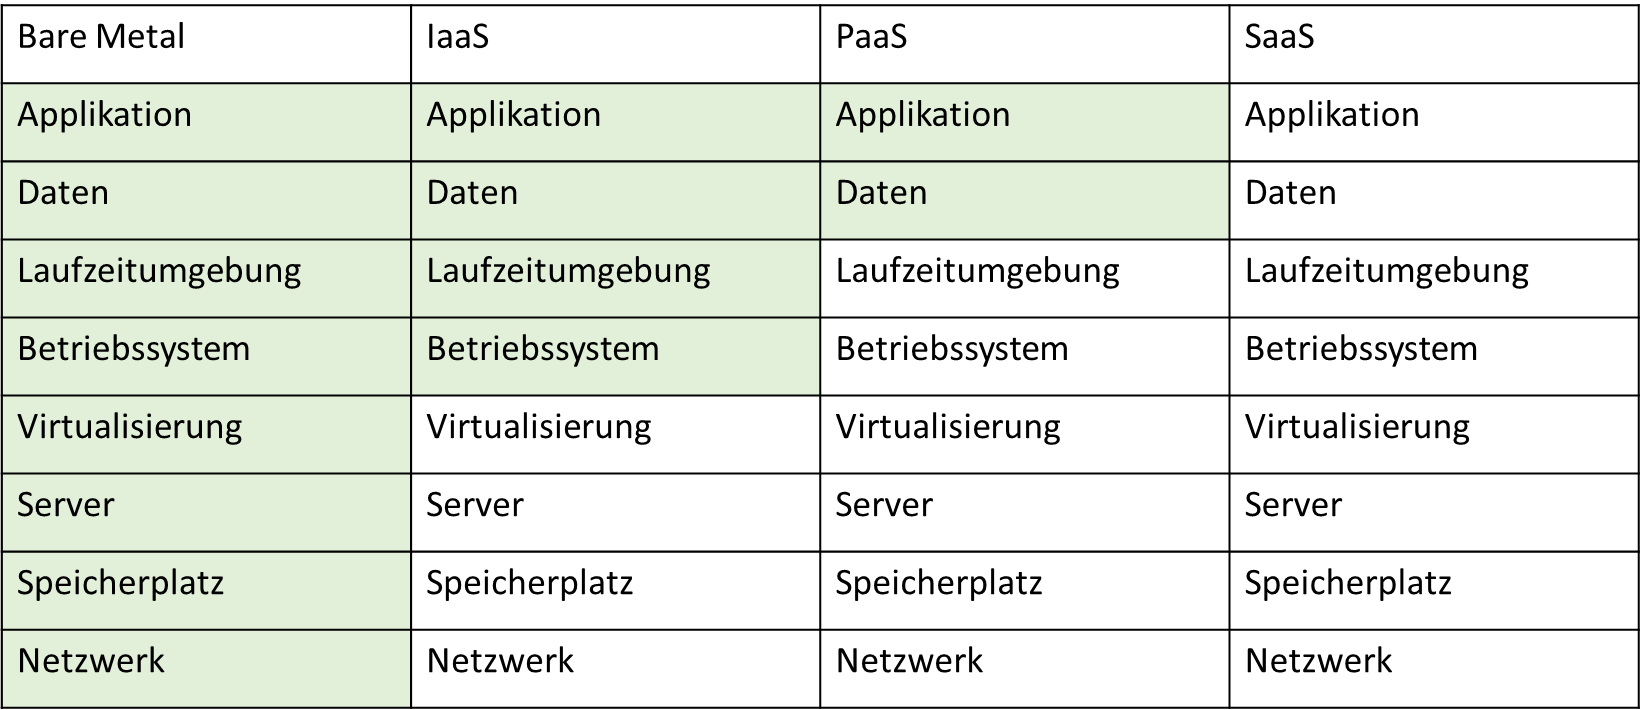 Bare Metal IaaS PaaS SaaS
Applikation Applikation Applikation Applikation
Daten Daten Daten Daten
Laufzeitumgebung Laufzeitumgebung Laufzeitumgebung Laufzeitumgebung
Betriebssystem Betriebssystem Betriebssystem Betriebssystem
Virtualisierung Virtualisierung Virtualisierung Virtualisierung
Server Server Server Server
Speicherplatz Speicherplatz Speicherplatz Speicherplatz
Netzwerk Netzwerk Netzwerk Netzwerk